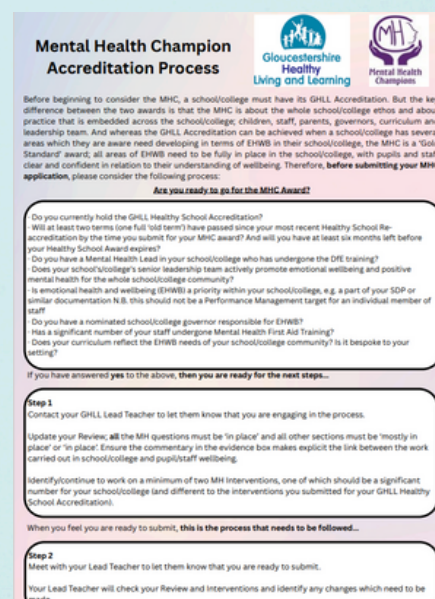 Mental Health Champion
Accreditation Process
Gloucestershire
Healthy
Living and Learning
MHC
Mental Health
Champions
Before beginning to consider the MHC, a school/college must have its GHLL Accreditation. But the key
difference between the two awards is that the MHC is about the whole school/college ethos and about
practice that is embedded across the school/college; children, staff, parents, governors, curriculum and
leadership team. And whereas the GHLL Accreditation can be achieved when a school/college has several
areas which they are aware need developing in terms of EHWB in their school/college, the MHC is a 'Gold
Standard' award; all areas of EHWB need to be fully in place in the school/college, with pupils and staff
clear and confident in relation to their understanding of wellbeing. Therefore, before submitting your MHC
application, please consider the following process:
Are you ready to go for the MHC Award?
· Do you currently hold the GHLL Healthy School Accreditation?
· Will at least two terms (one full 'old term') have passed since your most recent Healthy School Re-
accreditation by the time you submit for your MHC award? And will you have at least six months left before
your Healthy School Award expires?
· Do you have a Mental Health Lead in your school/college who has undergone the DfE training?
· Does your school's/college's senior leadership team actively promote emotional wellbeing and positive
mental health for the whole school/college community?
· Is emotional health and wellbeing (EHWB) a priority within your school/college, e.g. a part of your SDP or
similar documentation N.B. this should not be a Performance Management target for an individual member of
staff
· Do you have a nominated school/college governor responsible for EHWB?
· Has a significant number of your staff undergone Mental Health First Aid Training?
· Does your curriculum reflect the EHWB needs of your school/college community? Is it bespoke to your
setting?
If you have answered yes to the above, then you are ready for the next steps...
Step 1
Contact your GHLL Lead Teacher to let them know that you are engaging in the process.
Update your Review; all the MH questions must be 'in place' and all other sections must be 'mostly in
place' or 'in place'. Ensure the commentary in the evidence box makes explicit the link between the work
carried out in school/college and pupil/staff wellbeing.
Identify/continue to work on a minimum of two MH Interventions, one of which should be a significant
number for your school/college (and different to the interventions you submitted for your GHLL Healthy
School Accreditation).
When you feel you are ready to submit, this is the process that needs to be followed...
Step 2
Meet with your Lead Teacher to let them know that you are ready to submit.
Your Lead Teacher will check your Review and Interventions and identify any changes which need to be